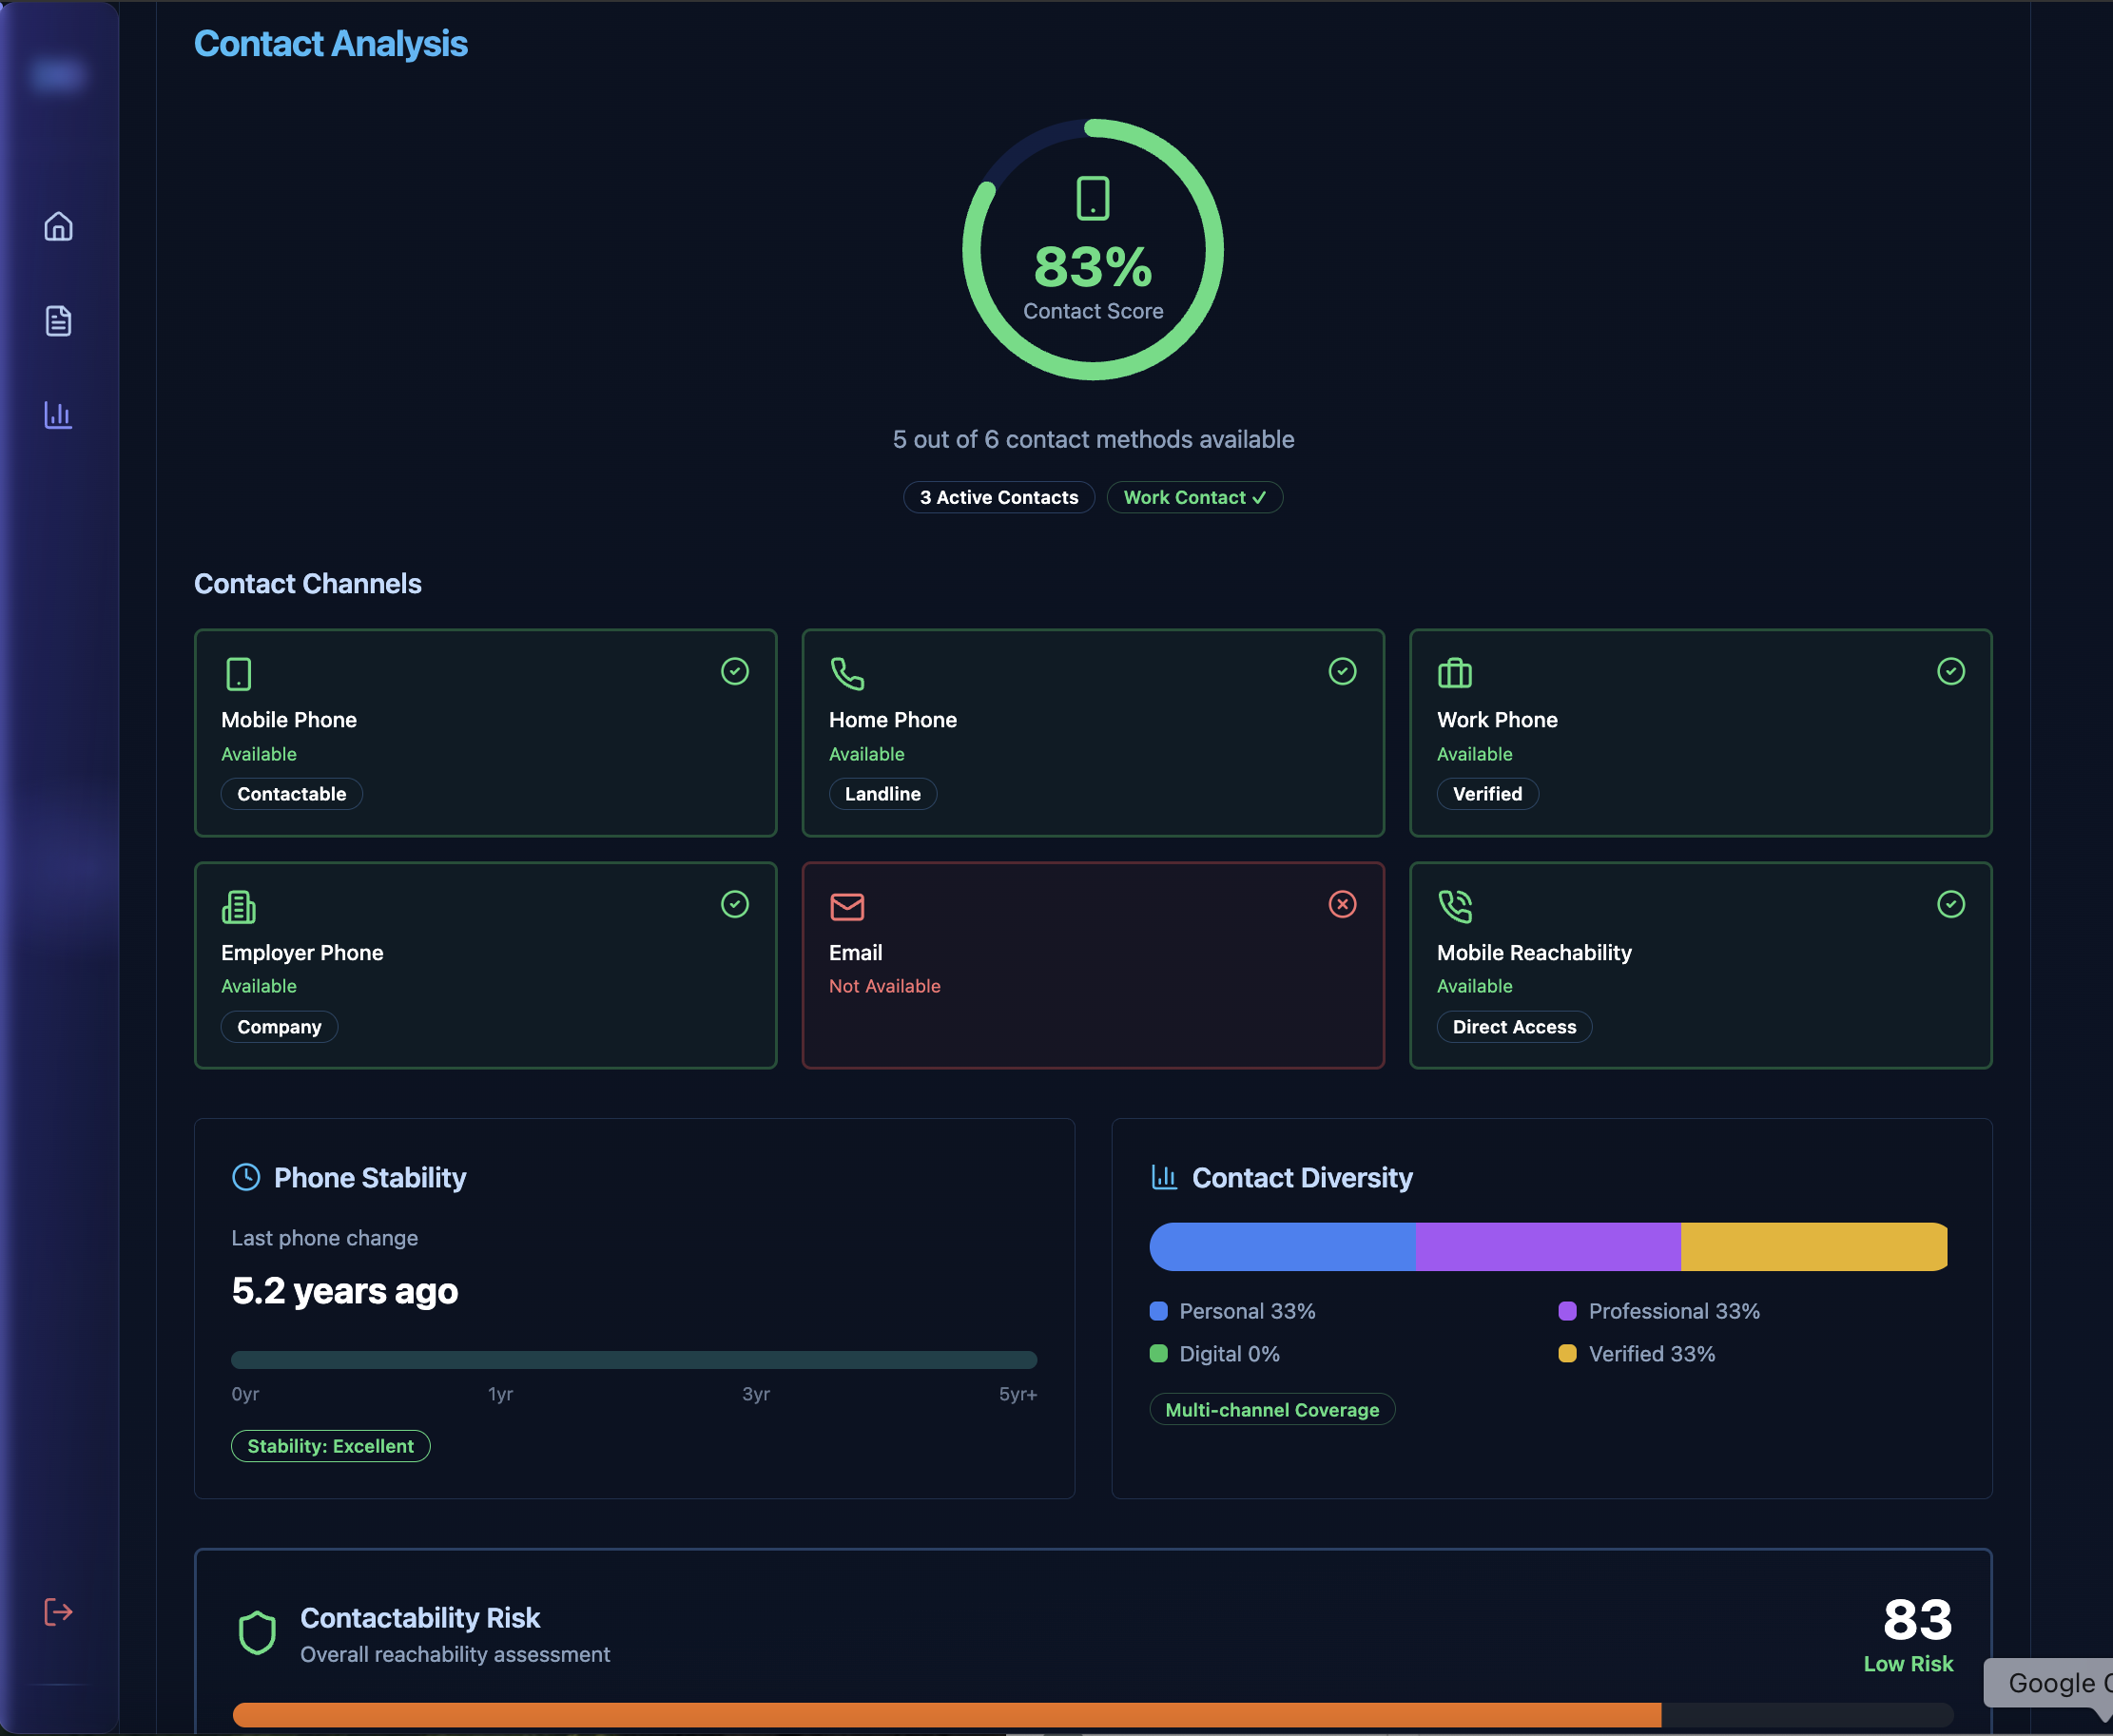 Contact Analysis
83%
Contact Score
5 out of 6 contact methods available
3 Active Contacts
Work Contact ✓
Contact Channels
Mobile Phone
Available
Contactable
Home Phone
Available
Landline
Work Phone
Available
Verified
Employer Phone
Available
Company
Email
Not Available
Mobile Reachability
Available
Direct Access
Phone Stability
Last phone change
5.2 years ago
0yr 1yr 3yr 5yr+
Stability: Excellent
Contact Diversity
Personal 33% Professional 33%
Digital 0% Verified 33%
Multi-channel Coverage
Contactability Risk
Overall reachability assessment
83
Low Risk
Google